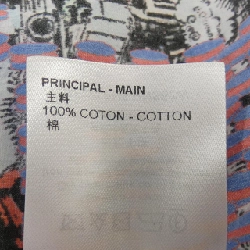 PRINCIPAL - MAIN
主料
100% COTON - COTTON
棉